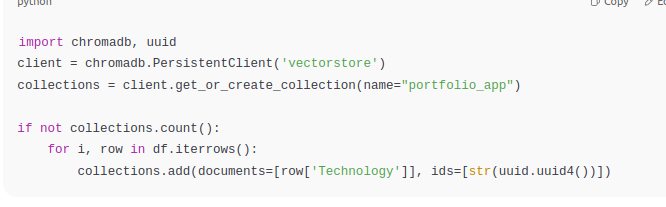 python
Copy
import chromadb, uuid
client = chromadb.PersistentClient('vectorstore')
collections = client.get_or_create_collection(name="portfolio_app")
if not collections.count():
    for i, row in df.iterrows():
        collections.add(documents=[row['Technology']], ids=[str(uuid.uuid4())])